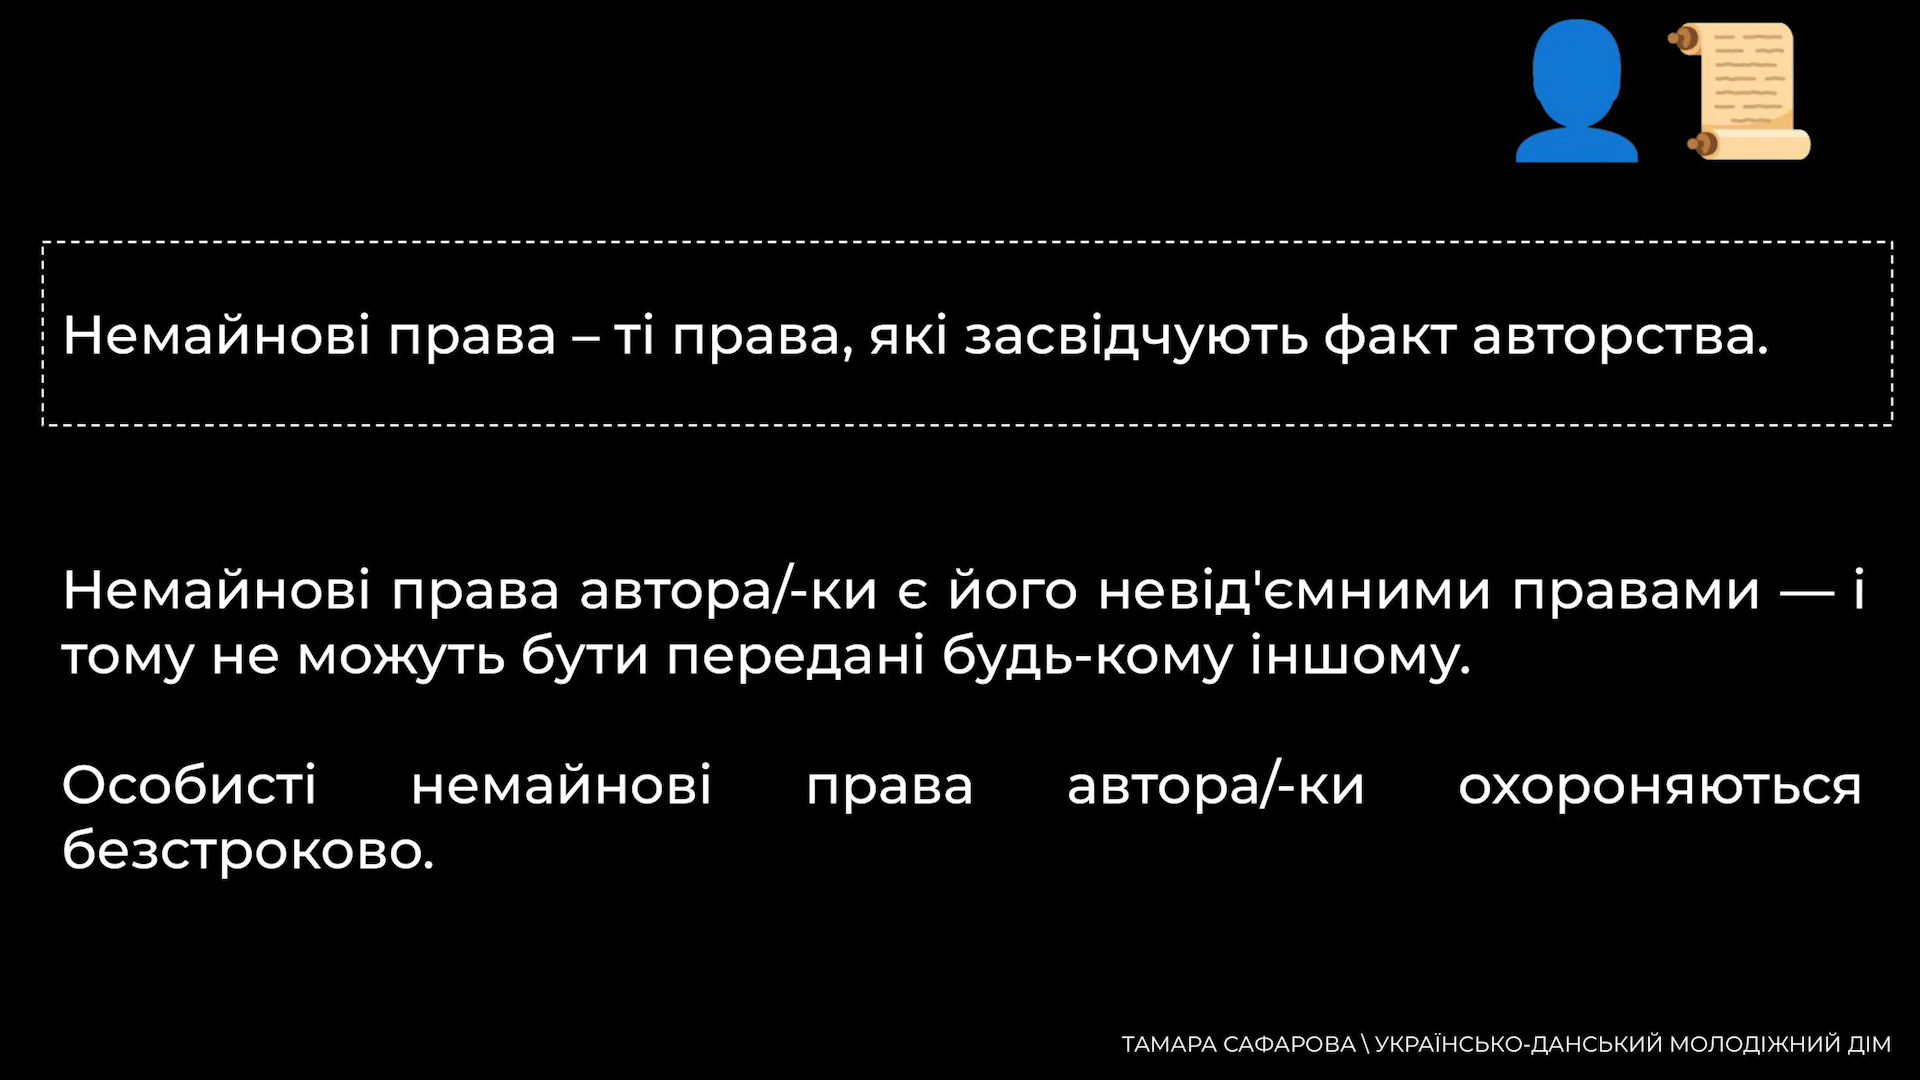 Немайнові права – ті права, які засвідчують факт авторства.
Немайнові права автора/-ки є його невід'ємними правами — і
тому не можуть бути передані будь-кому іншому.
Особисті немайнові права автора/-ки охороняються
безстроково.
ТАМАРА САФАРОВА \ УКРАЇНСЬКО-ДАНСЬКИЙ МОЛОДІЖНИЙ ДІМ